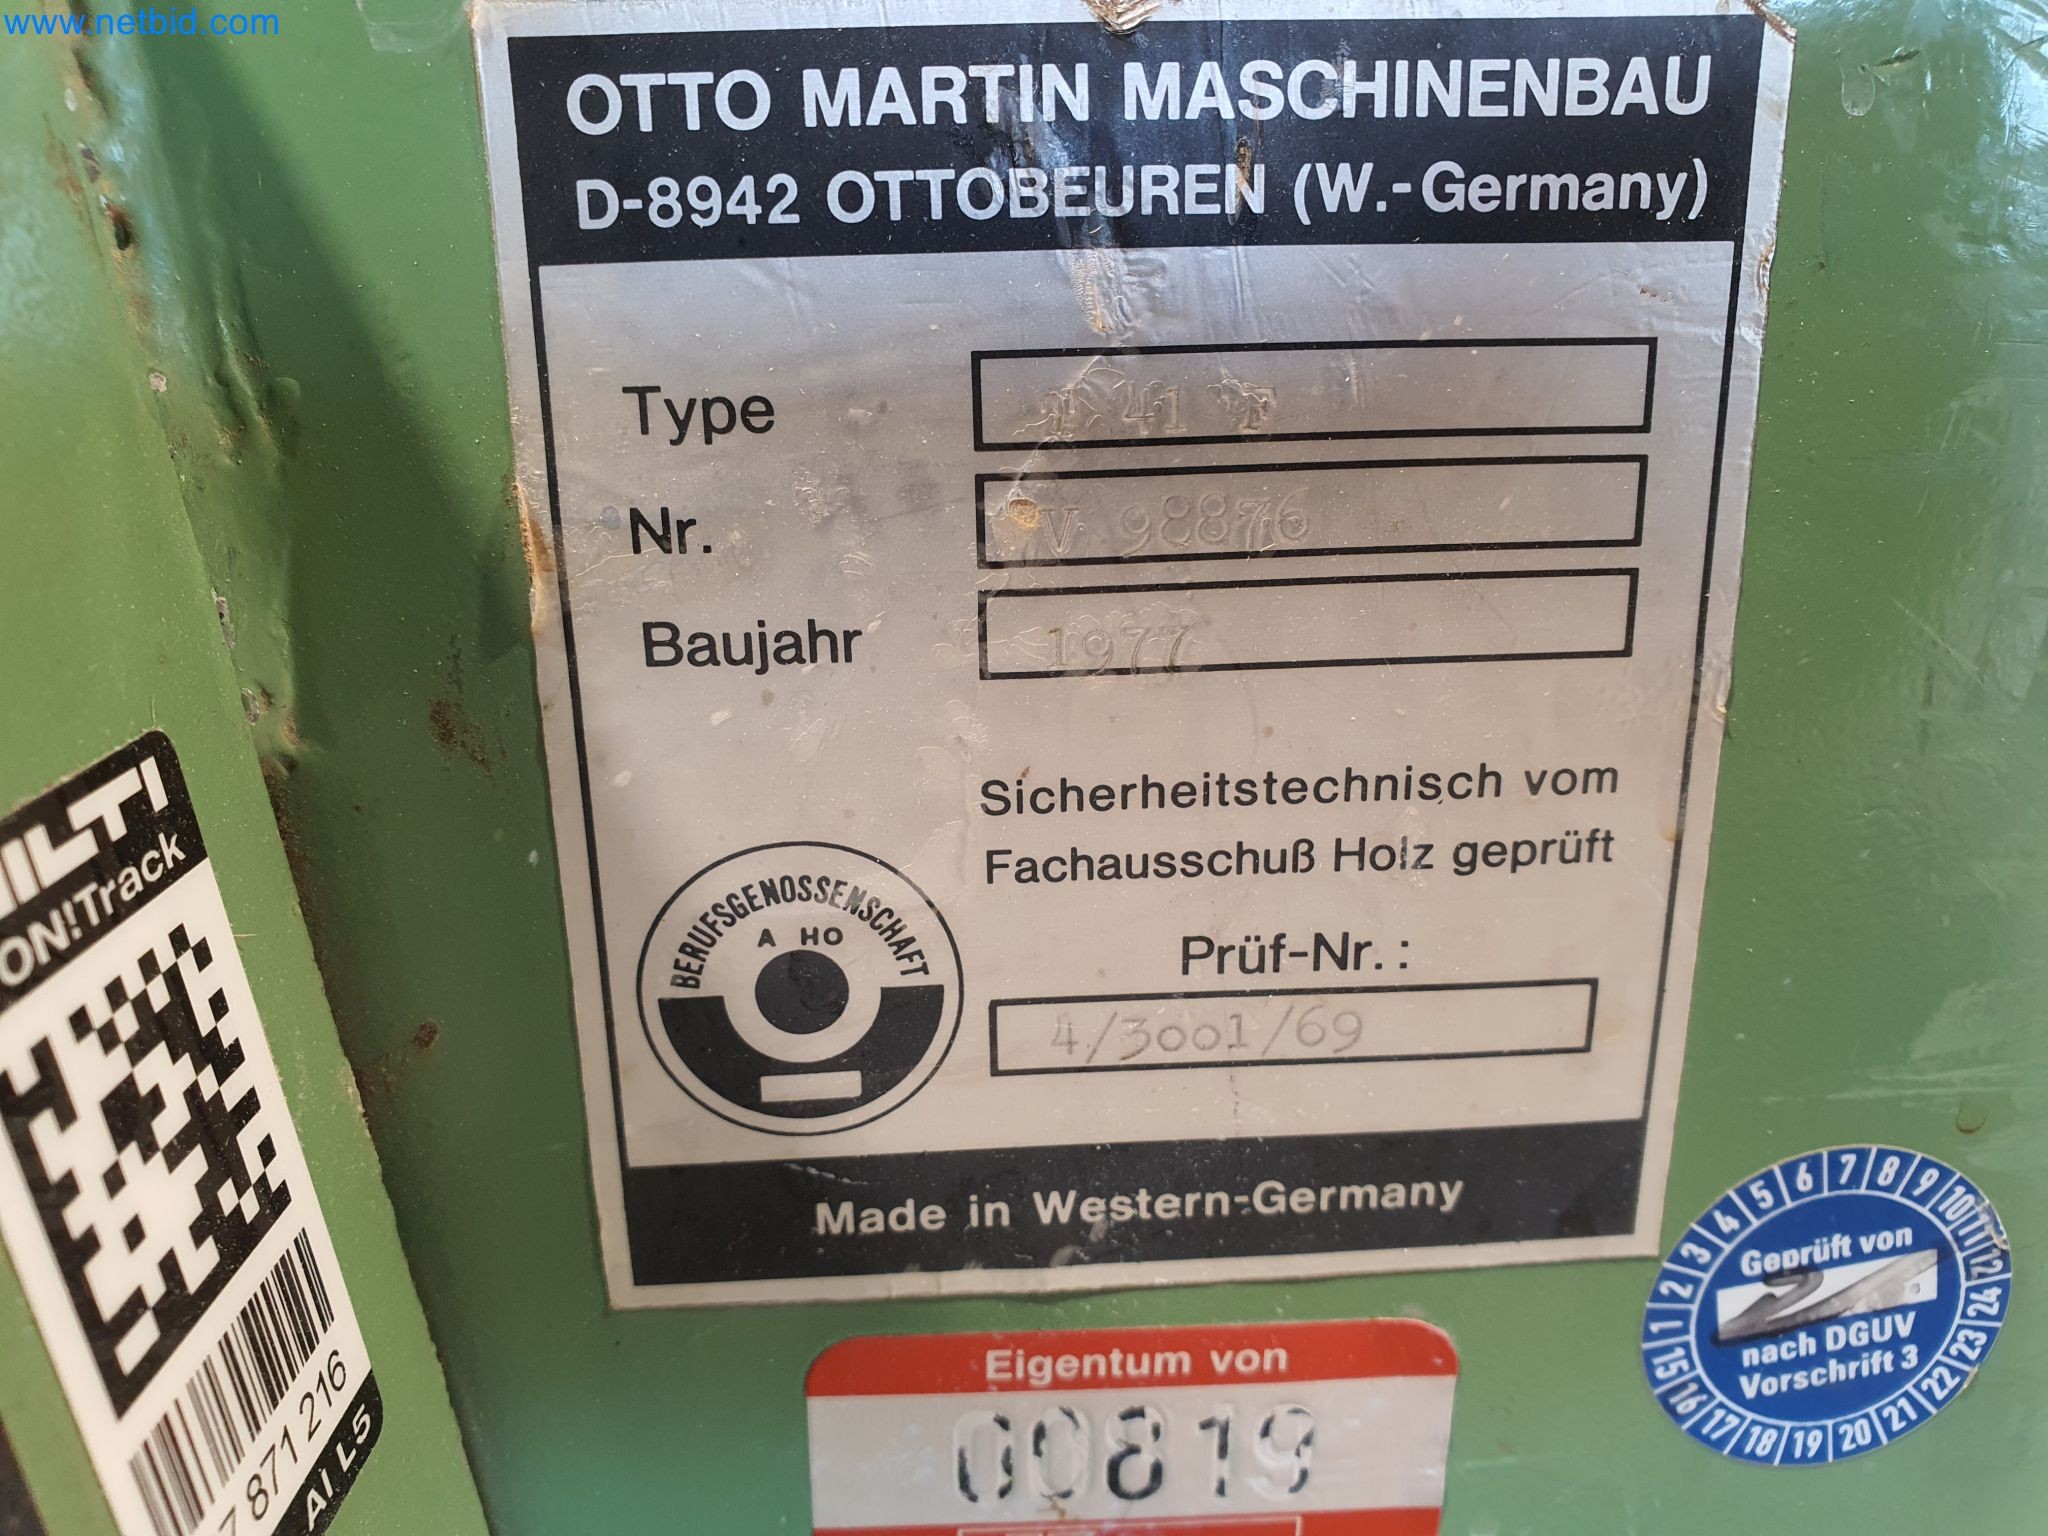 www.netbid.com
OTTO MARTIN MASCHINENBAU
D-8942 OTTOBEUREN (W.-Germany)
Type T 41 F
Nr. V 98876
Baujahr 1977
Sicherheitstechnisch vom
Fachausschuß Holz geprüft
BERUFSGENOSSENSCHAFT
A HO
Prüf-Nr.:
4/3001/69
Made in Western-Germany
HILTI
ON!Track
7 871 216
AI L5
Eigentum von
00819
1 2 3 4 5 6 7 8 9 10 11 12
Geprüft von
nach DGUV
Vorschrift 3
15 16 17 18 19 20 21 22 23 24